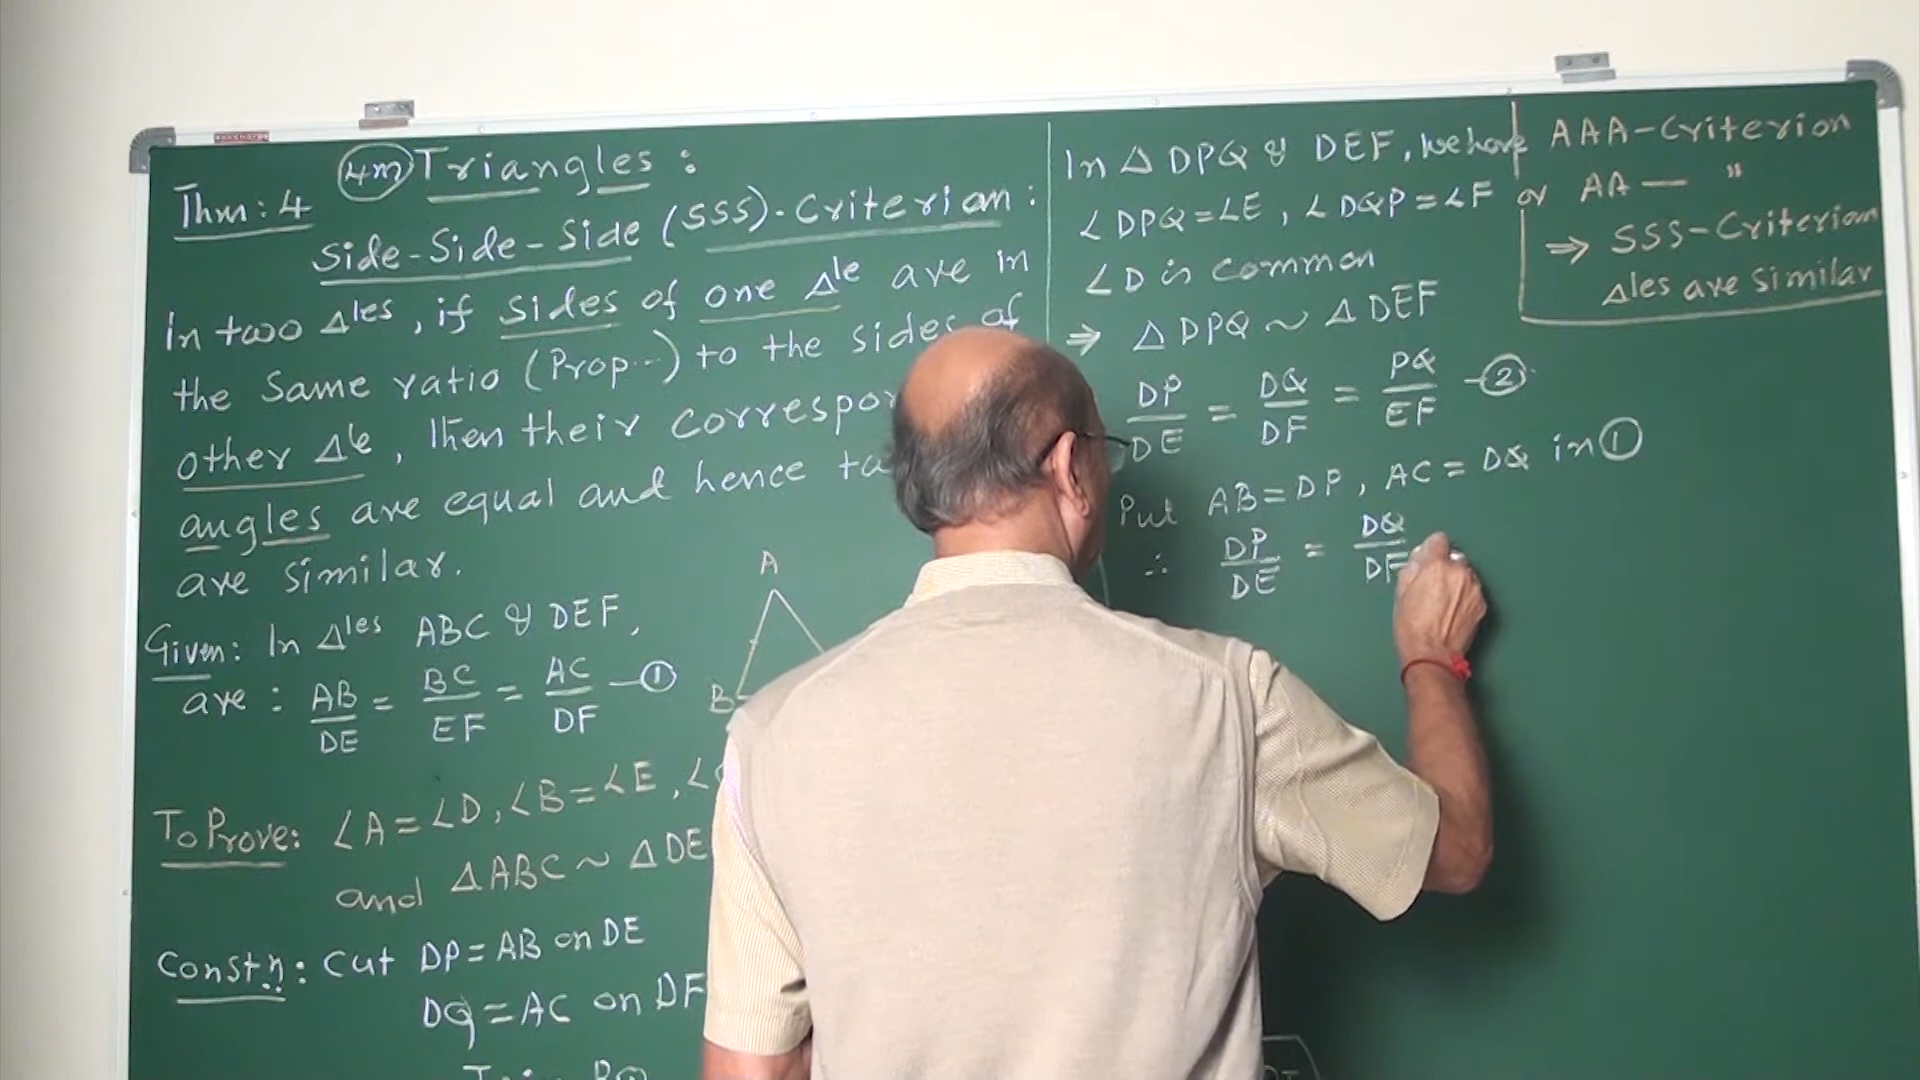 4m Triangles :
Thm : 4
Side-Side-Side (SSS)-Criterion :
In two Δles, if sides of one Δle are in
the Same ratio (Prop...) to the sides of
other Δle, then their
angles are equal and hence
are similar.
Given: In Δles ABC & DEF,
are : AB/DE = BC/EF = AC/DF — ①
A
B
To Prove: ∠A = ∠D, ∠B = ∠E, ∠
and ΔABC ~ ΔDE
Constn: Cut DP = AB on DE
DQ = AC on DF
In Δ DPQ & DEF, we have
∠DPQ = ∠E, ∠DQP = ∠F
∠D is common
⇒ Δ DPQ ~ Δ DEF
DP/DE = DQ/DF = PQ/EF — ②
Put AB = DP, AC = DQ in ①
∴ DP/DE = DQ/DF
AAA-Criterion
or AA — "
⇒ SSS-Criterion
Δles are Similar